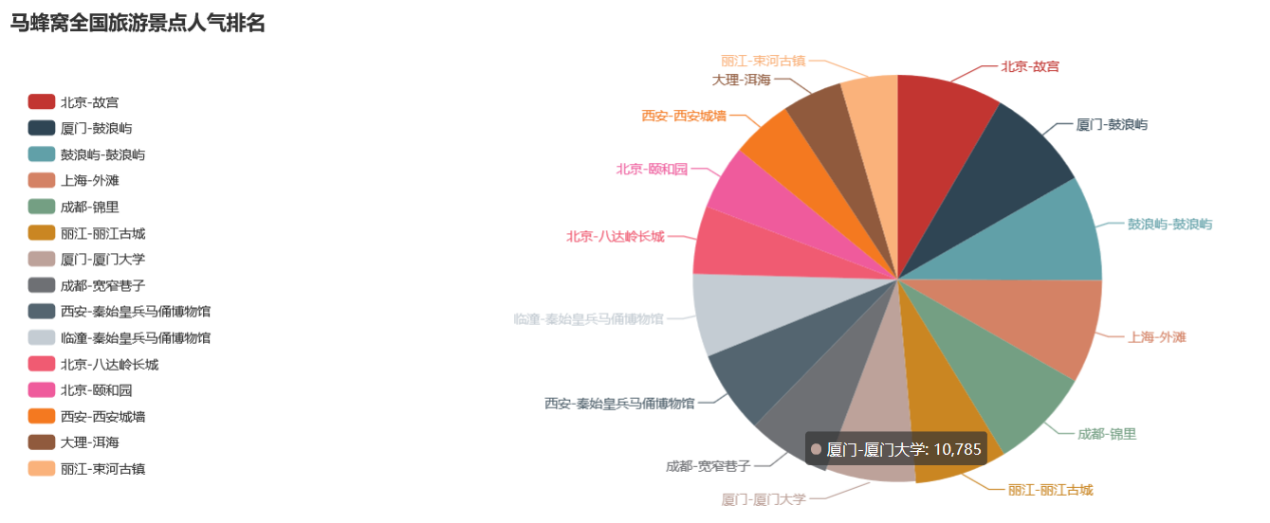 马蜂窝全国旅游景点人气排名
北京-故宫
厦门-鼓浪屿
鼓浪屿-鼓浪屿
上海-外滩
成都-锦里
丽江-丽江古城
厦门-厦门大学
成都-宽窄巷子
西安-秦始皇兵马俑博物馆
临潼-秦始皇兵马俑博物馆
北京-八达岭长城
北京-颐和园
西安-西安城墙
大理-洱海
丽江-束河古镇
丽江-束河古镇
北京-故宫
大理-洱海
西安-西安城墙
厦门-鼓浪屿
北京-颐和园
鼓浪屿-鼓浪屿
北京-八达岭长城
临潼-秦始皇兵马俑博物馆
上海-外滩
西安-秦始皇兵马俑博物馆
成都-锦里
厦门-厦门大学: 10,785
成都-宽窄巷子
丽江-丽江古城
厦门-厦门大学